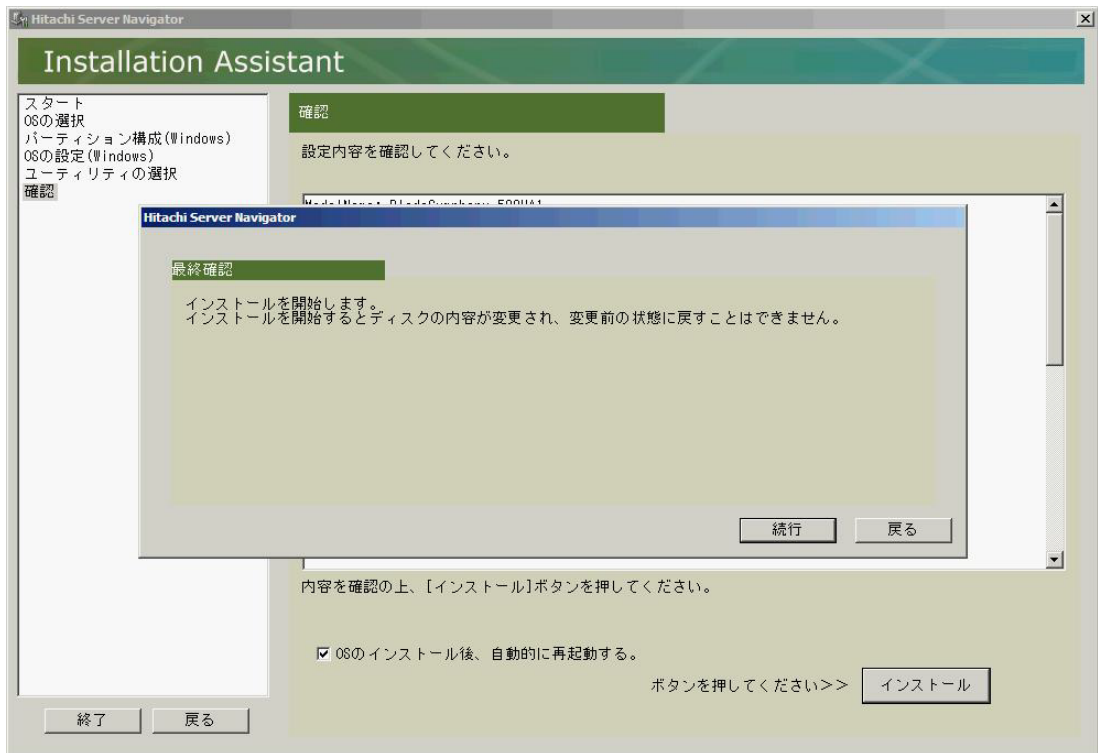 Hitachi Server Navigator
Installation Assistant
スタート
OSの選択
パーティション構成(Windows)
OSの設定(Windows)
ユーティリティの選択
確認
確認
設定内容を確認してください。
Hitachi Server Navigator
最終確認
インストールを開始します。
インストールを開始するとディスクの内容が変更され、変更前の状態に戻すことはできません。
続行
戻る
内容を確認の上、[インストール]ボタンを押してください。
OSのインストール後、自動的に再起動する。
ボタンを押してください>>
インストール
終了
戻る